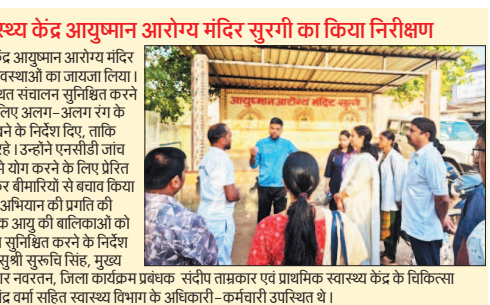 स्थ्य केंद्र आयुष्मान आरोग्य मंदिर सुरगी का किया निरीक्षण
केंद्र आयुष्मान आरोग्य मंदिर
वस्थाओं का जायजा लिया।
थत संचालन सुनिश्चित करने
लिए अलग-अलग रंग के
ने के निर्देश दिए, ताकि
रहे। उन्होंने एनसीडी जांच
से योग करने के लिए प्रेरित
कर बीमारियों से बचाव किया
अभियान की प्रगति की
क आयु की बालिकाओं को
सुनिश्चित करने के निर्देश
सुश्री सुरूचि सिंह, मुख्य
ार नवरतन, जिला कार्यक्रम प्रबंधक संदीप ताम्रकार एवं प्राथमिक स्वास्थ्य केंद्र के चिकित्सा
ंद्र वर्मा सहित स्वास्थ्य विभाग के अधिकारी-कर्मचारी उपस्थित थे।
आयुष्मान आरोग्य मंदिर-सुरगी